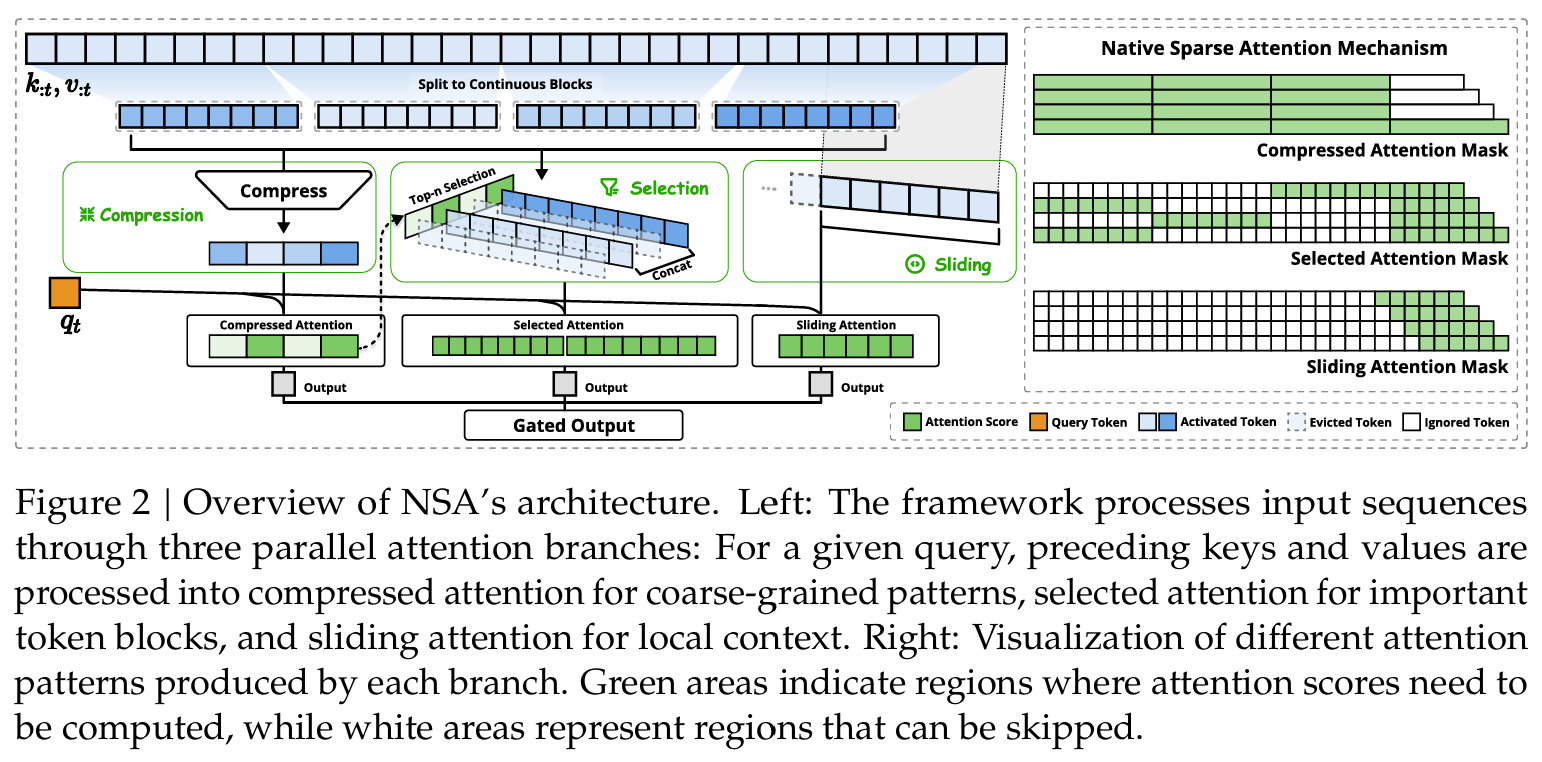 k:t, v:t
Split to Continuous Blocks
Compression
Compress
Top-n Selection
Selection
Concat
...
Sliding
qt
Compressed Attention
Selected Attention
Sliding Attention
Output
Output
Output
Gated Output
Native Sparse Attention Mechanism
Compressed Attention Mask
Selected Attention Mask
Sliding Attention Mask
Attention Score
Query Token
Activated Token
Evicted Token
Ignored Token
Figure 2 | Overview of NSA's architecture. Left: The framework processes input sequences
through three parallel attention branches: For a given query, preceding keys and values are
processed into compressed attention for coarse-grained patterns, selected attention for important
token blocks, and sliding attention for local context. Right: Visualization of different attention
patterns produced by each branch. Green areas indicate regions where attention scores need to
be computed, while white areas represent regions that can be skipped.